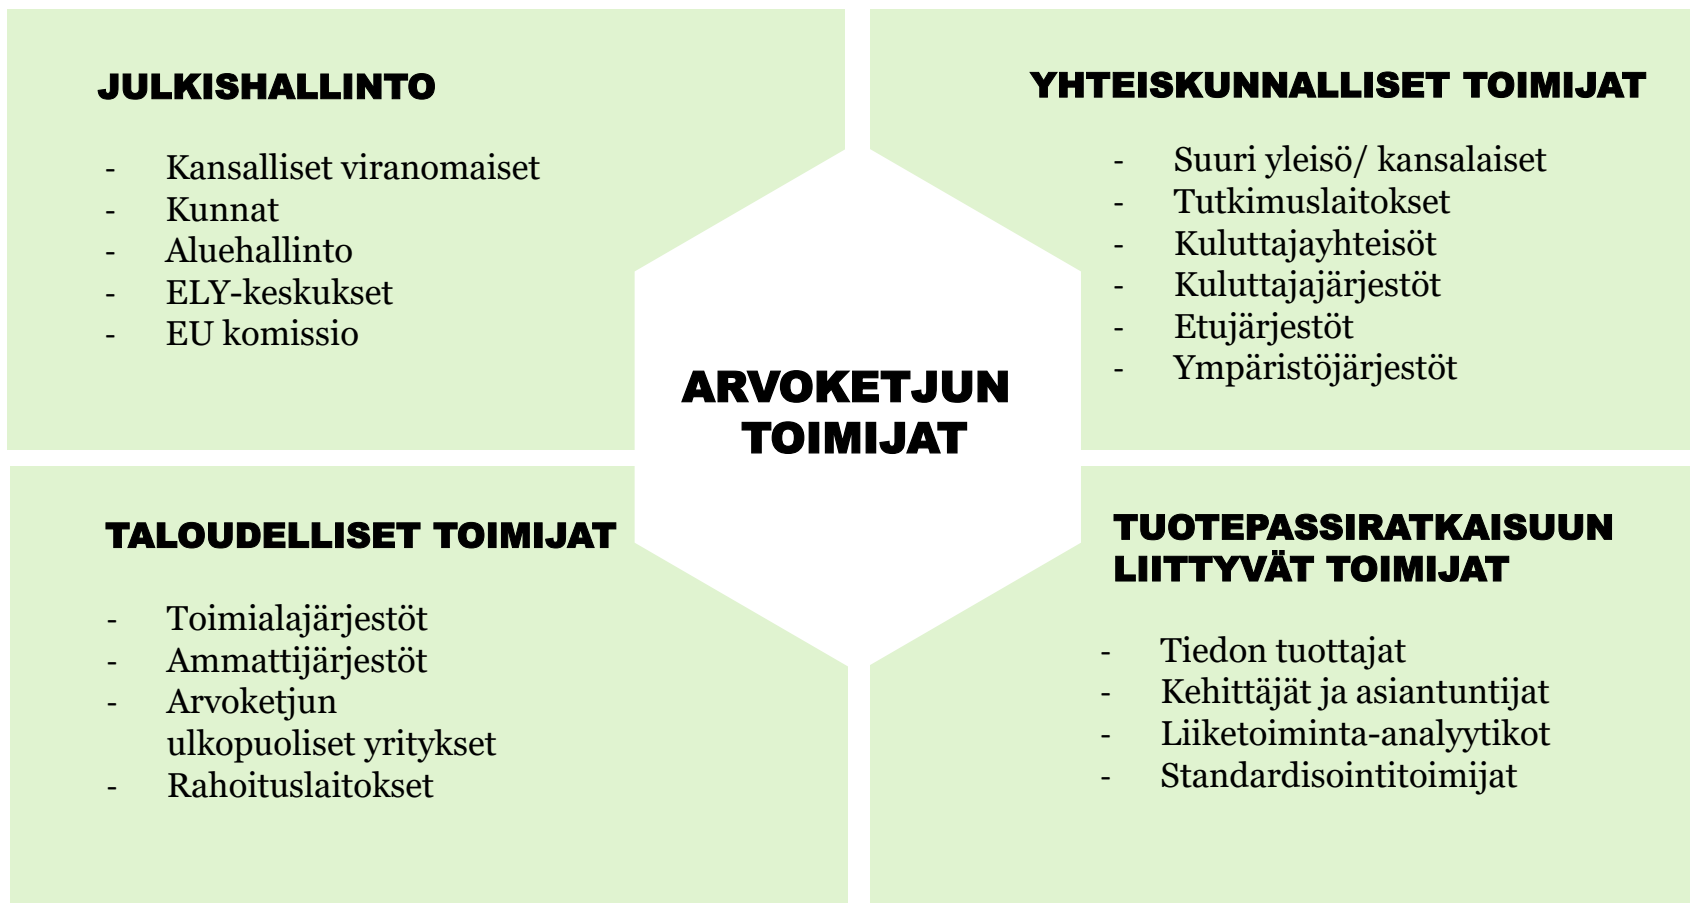 JULKISHALLINTO
- Kansalliset viranomaiset
- Kunnat
- Aluehallinto
- ELY-keskukset
- EU komissio
YHTEISKUNNALLISET TOIMIJAT
- Suuri yleisö/ kansalaiset
- Tutkimuslaitokset
- Kuluttajayhteisöt
- Kuluttajajärjestöt
- Etujärjestöt
- Ympäristöjärjestöt
ARVOKETJUN
TOIMIJAT
TALOUDELLISET TOIMIJAT
- Toimialajärjestöt
- Ammattijärjestöt
- Arvoketjun
ulkopuoliset yritykset
- Rahoituslaitokset
TUOTEPASSIRATKAISUUN
LIITTYVÄT TOIMIJAT
- Tiedon tuottajat
- Kehittäjät ja asiantuntijat
- Liiketoiminta-analyytikot
- Standardisointitoimijat